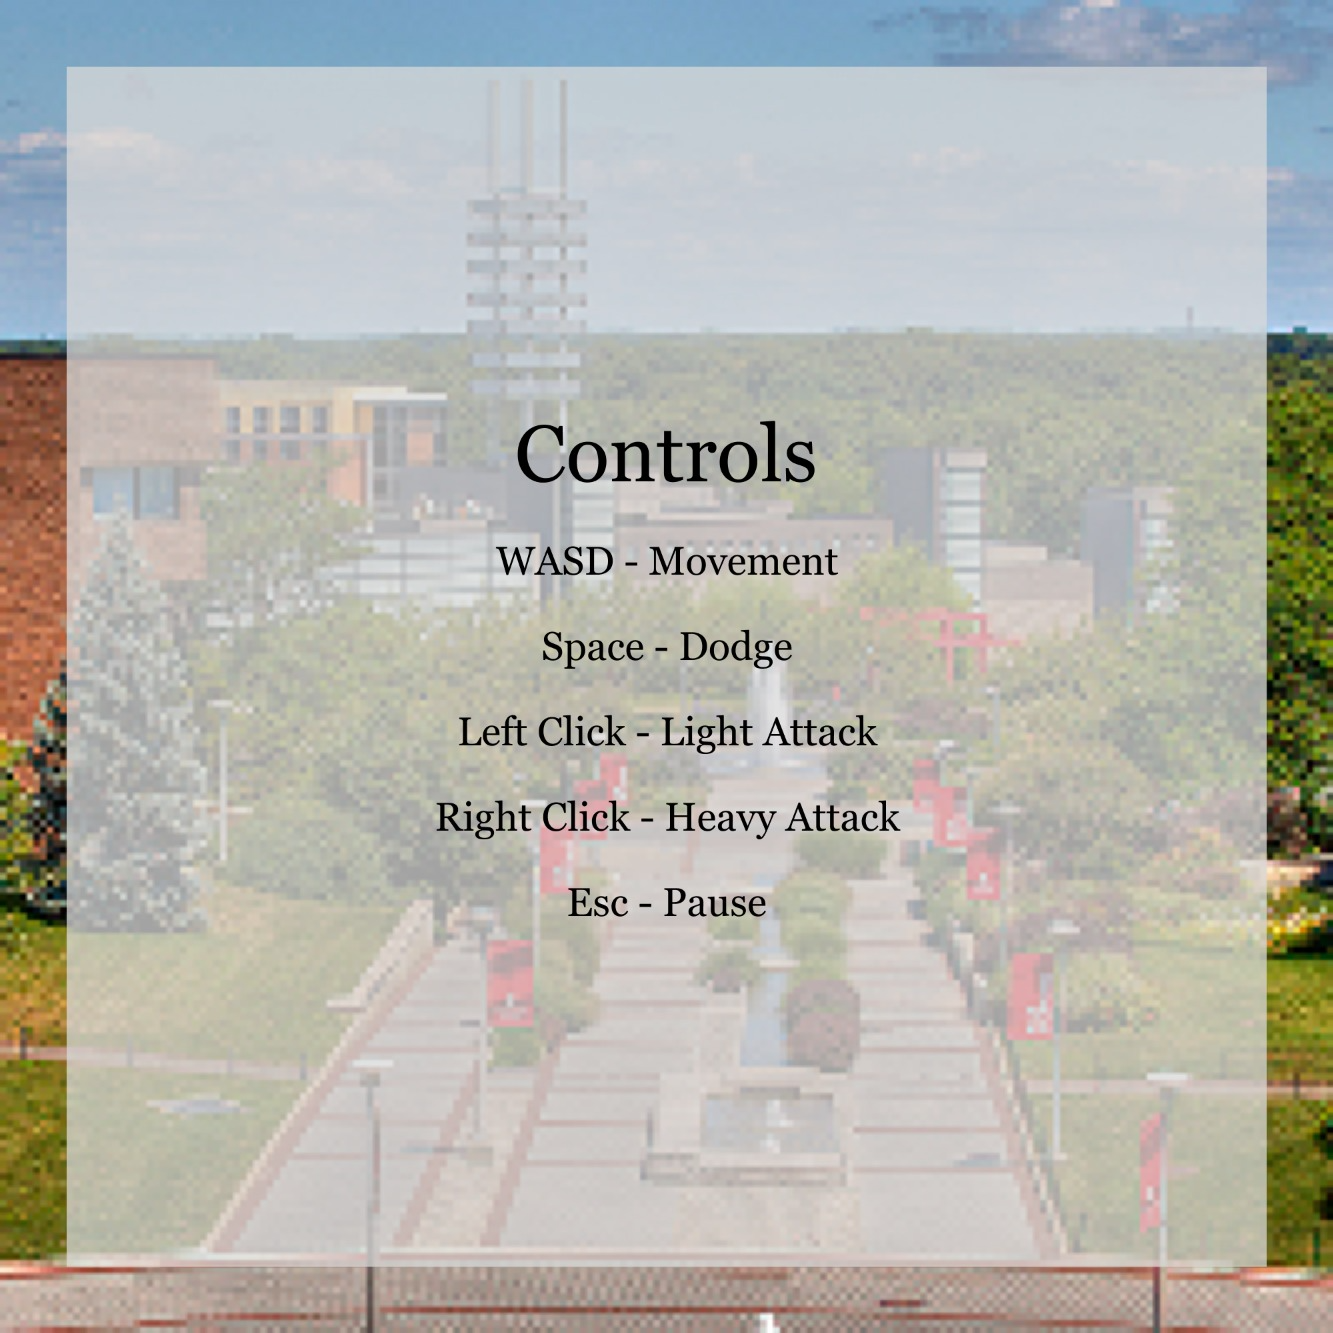 Controls
WASD - Movement
Space - Dodge
Left Click - Light Attack
Right Click - Heavy Attack
Esc - Pause